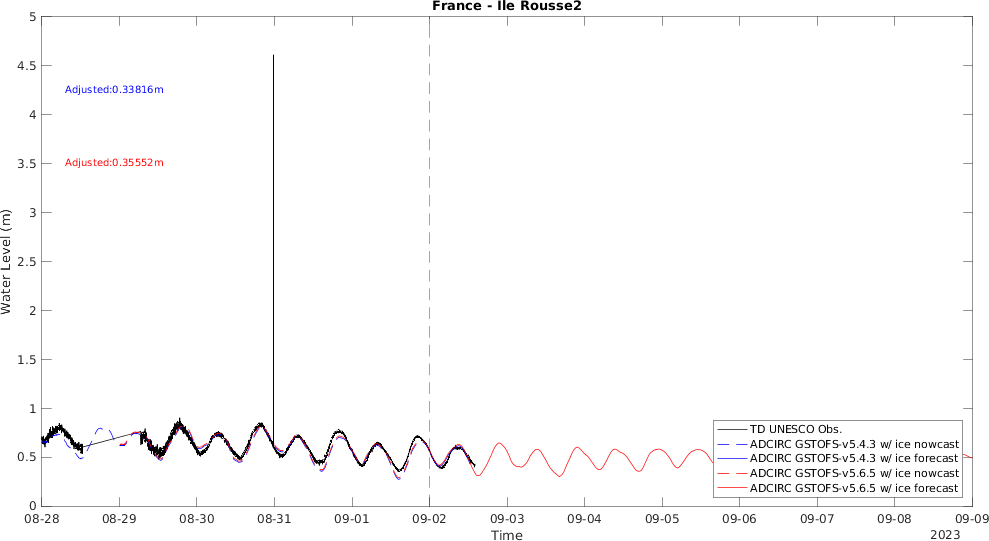 France - Ile Rousse2
Water Level (m)
5
4.5
4
3.5
3
2.5
2
1.5
1
0.5
0
Adjusted:0.33816m
Adjusted:0.35552m
TD UNESCO Obs.
ADCIRC GSTOFS-v5.4.3 w/ ice nowcast
ADCIRC GSTOFS-v5.4.3 w/ ice forecast
ADCIRC GSTOFS-v5.6.5 w/ ice nowcast
ADCIRC GSTOFS-v5.6.5 w/ ice forecast
08-28 08-29 08-30 08-31 09-01 09-02 09-03 09-04 09-05 09-06 09-07 09-08 09-09
Time
2023